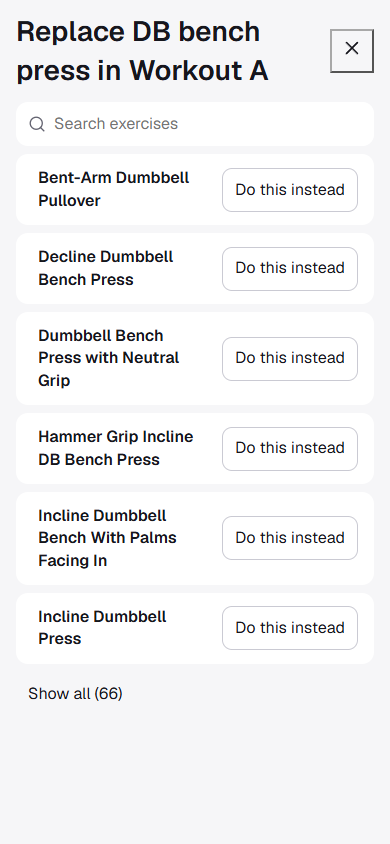 Replace DB bench
press in Workout A
Search exercises
Bent-Arm Dumbbell
Pullover
Do this instead
Decline Dumbbell
Bench Press
Do this instead
Dumbbell Bench
Press with Neutral
Grip
Do this instead
Hammer Grip Incline
DB Bench Press
Do this instead
Incline Dumbbell
Bench With Palms
Facing In
Do this instead
Incline Dumbbell
Press
Do this instead
Show all (66)